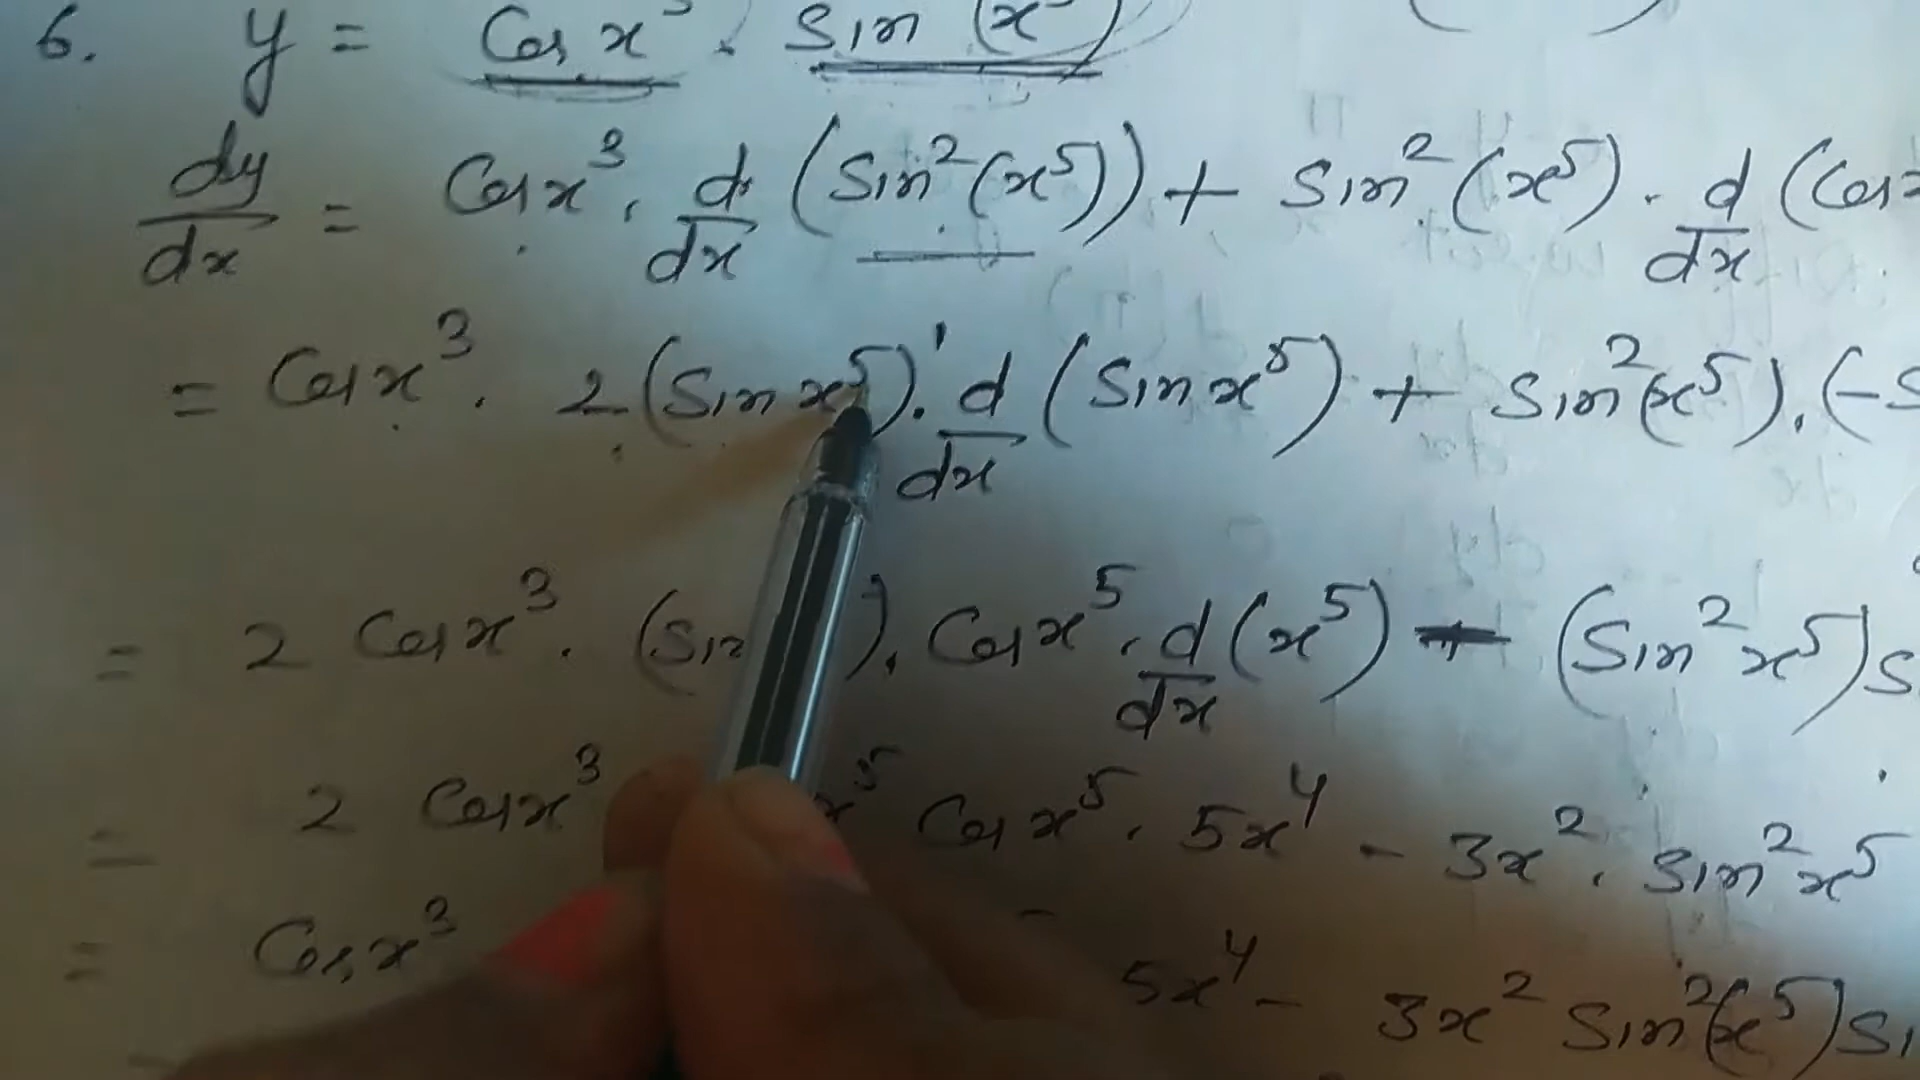 6. y = Cos x³ . Sin (x⁵)
dy/dx = Cos x³ . d/dx (Sin²(x⁵)) + Sin²(x⁵) . d/dx (Cos
= Cos x³ . 2 (Sin x⁵)¹ . d/dx (Sin x⁵) + Sin²(x⁵) . (-S
= 2 Cos x³ . (Sin ) . Cos x⁵ . d/dx (x⁵) - (Sin² x⁵) S
= 2 Cos x³ x⁵ Cos x⁵ . 5x⁴ - 3x² . Sin² x⁵
= Cos x³ 5x⁴ - 3x² Sin²(x⁵) Si